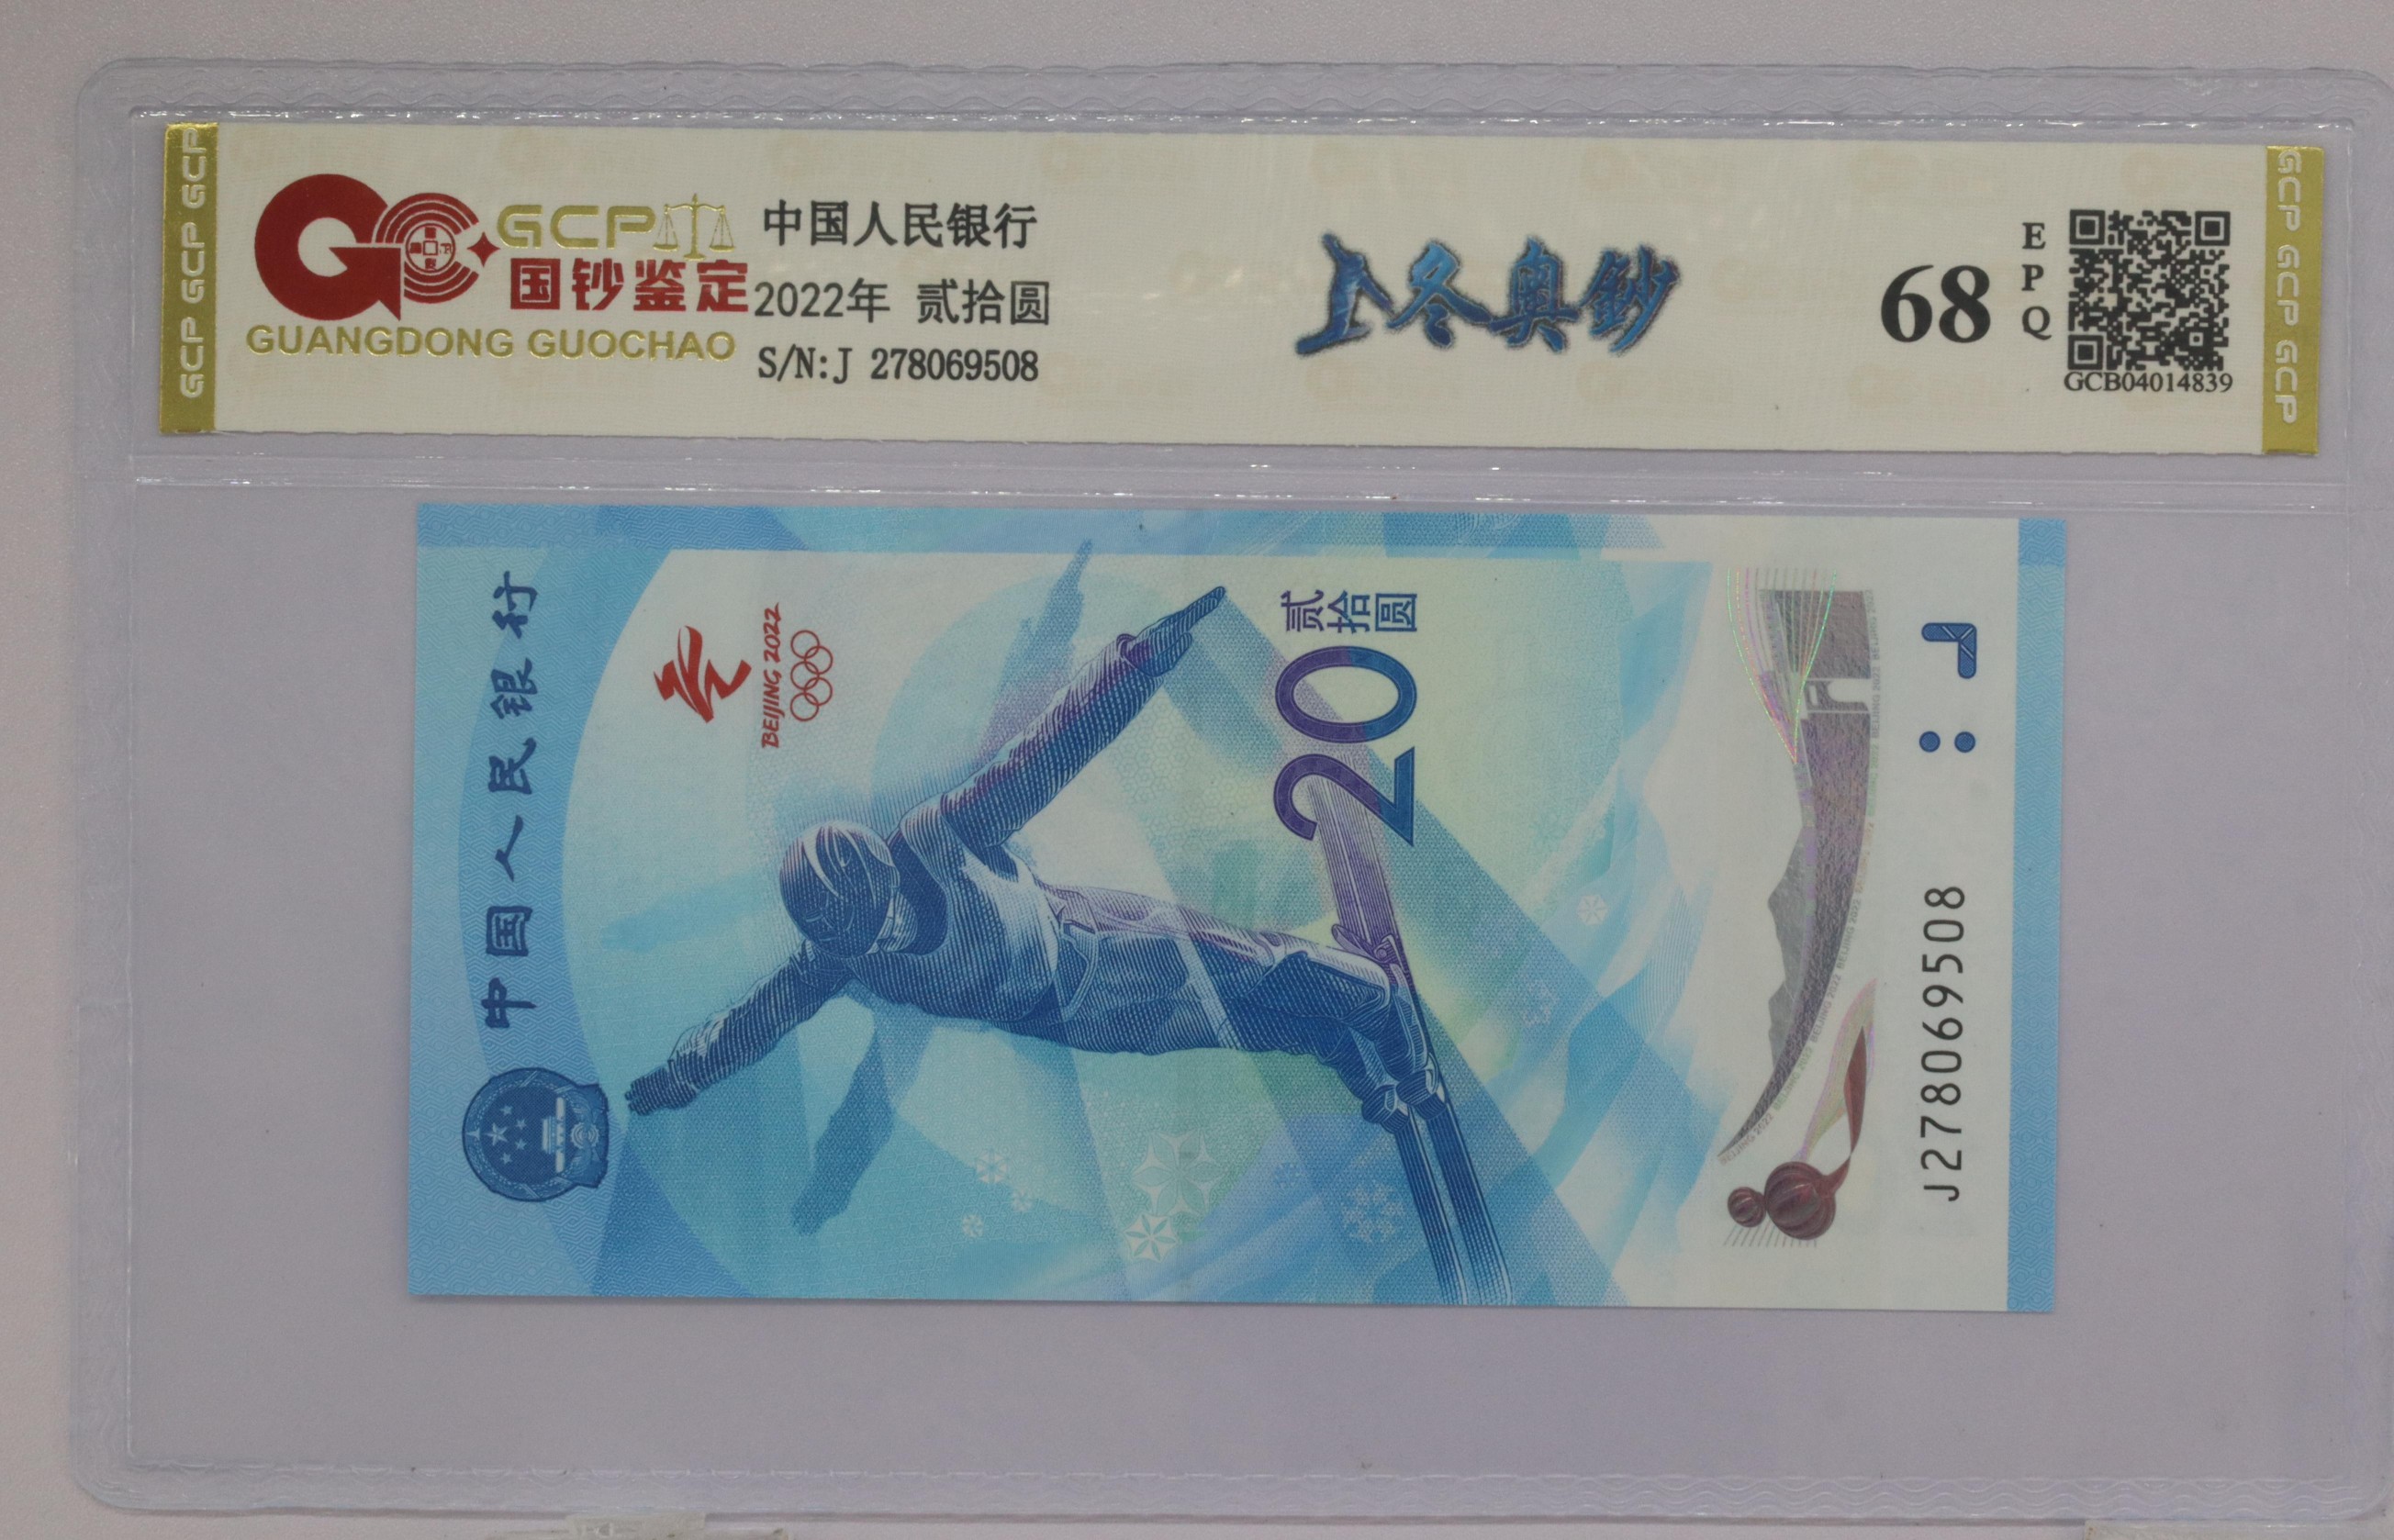 GCP GCP GCP
GCP
国钞鉴定
GUANGDONG GUOCHAO
中国人民银行
2022年 贰拾圆
S/N:J 278069508
冬奥鈔
68
EPQ
GCB04014839
GCP GCP GCP
中国人民银行
BEIJING 2022
贰拾圆
20
J278069508